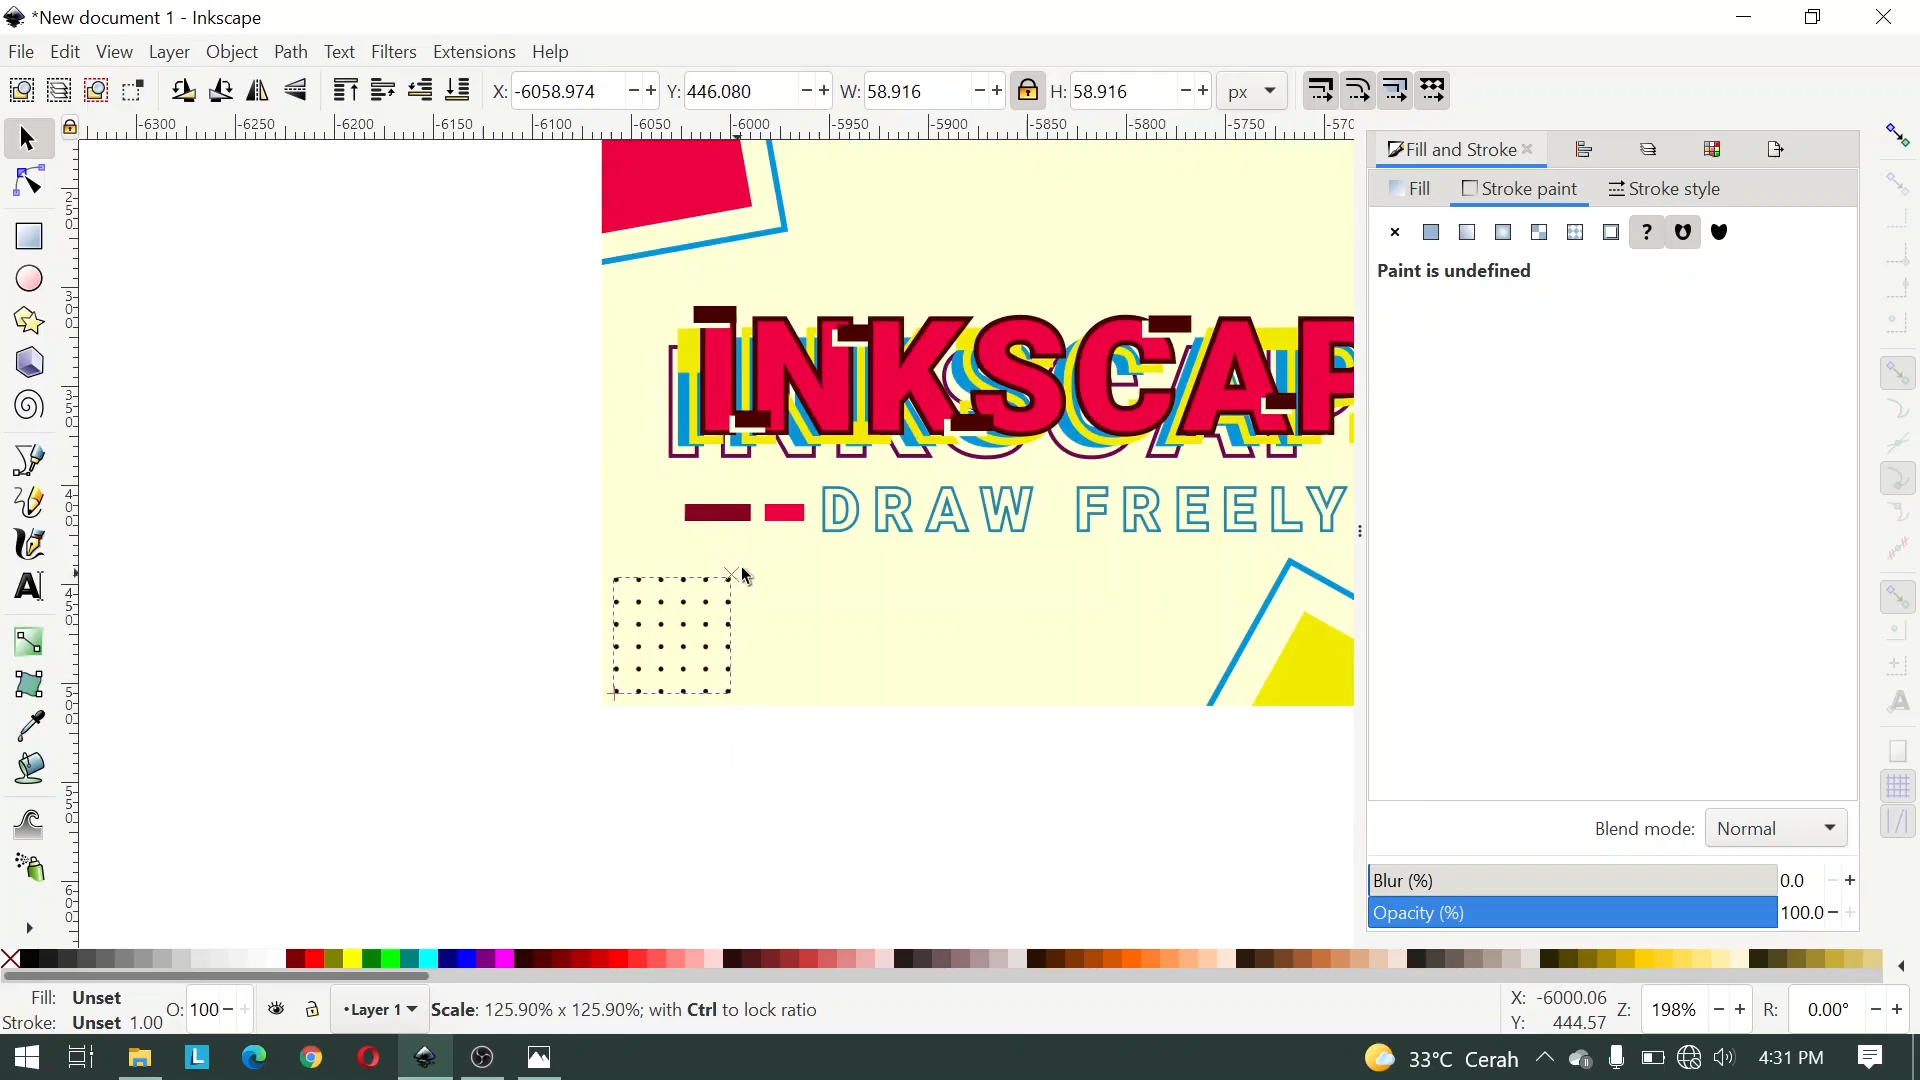 *New document 1 - Inkscape
File Edit View Layer Object Path Text Filters Extensions Help
X: -6058.974 Y: 446.080 W: 58.916 H: 58.916 px
-6300 -6250 -6200 -6150 -6100 -6050 -6000 -5950 -5900 -5850 -5800 -5750
Fill and Stroke
Fill Stroke paint Stroke style
Paint is undefined
INKSCAP
DRAW FREELY
Blend mode: Normal
Blur (%) 0.0
Opacity (%) 100.0
Fill: Unset
Stroke: Unset 1.00
O: 100
•Layer 1
Scale: 125.90% x 125.90%; with Ctrl to lock ratio
X: -6000.06
Y: 444.57
Z: 198%
R: 0.00°
33°C Cerah 4:31 PM